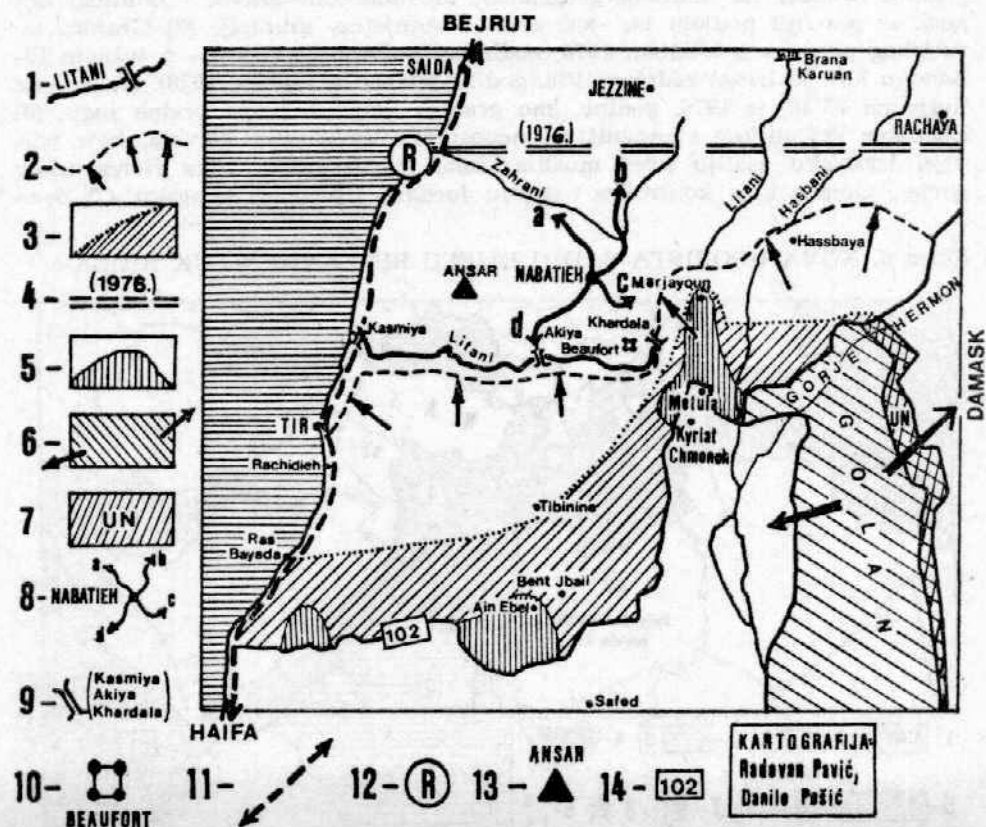 BEJRUT
1- LITANI
SAIDA
JEZZINE
Brana
Karuan
RACHAYA
2-
R
(1976.)
Zahrani
Litani
Hasbani
b
a
3-
Hassbaya
ANSAR
NABATIEH
c
Marjayoun
(1976.)
4-
d
Khardala
HERMON
Kasmiya
Litani
Akiya
Beaufort
5-
GORJE
DAMASK
Metula
TIR
Kyriat
Chmonek
UN
6-
Rachidieh
GOLAN
7- UN
Tibinine
Ras
Bayada
8- NABATIEH
a
b
c
d
Bent Jbail
Ain Ebel
102
9- (Kasmiya
Akiya
Khardala
Safed
HAIFA
10-
BEAUFORT
11-
12- R
13-
ANSAR
14- 102
KARTOGRAFIJA:
Radovan Pavić,
Danilo Pašić